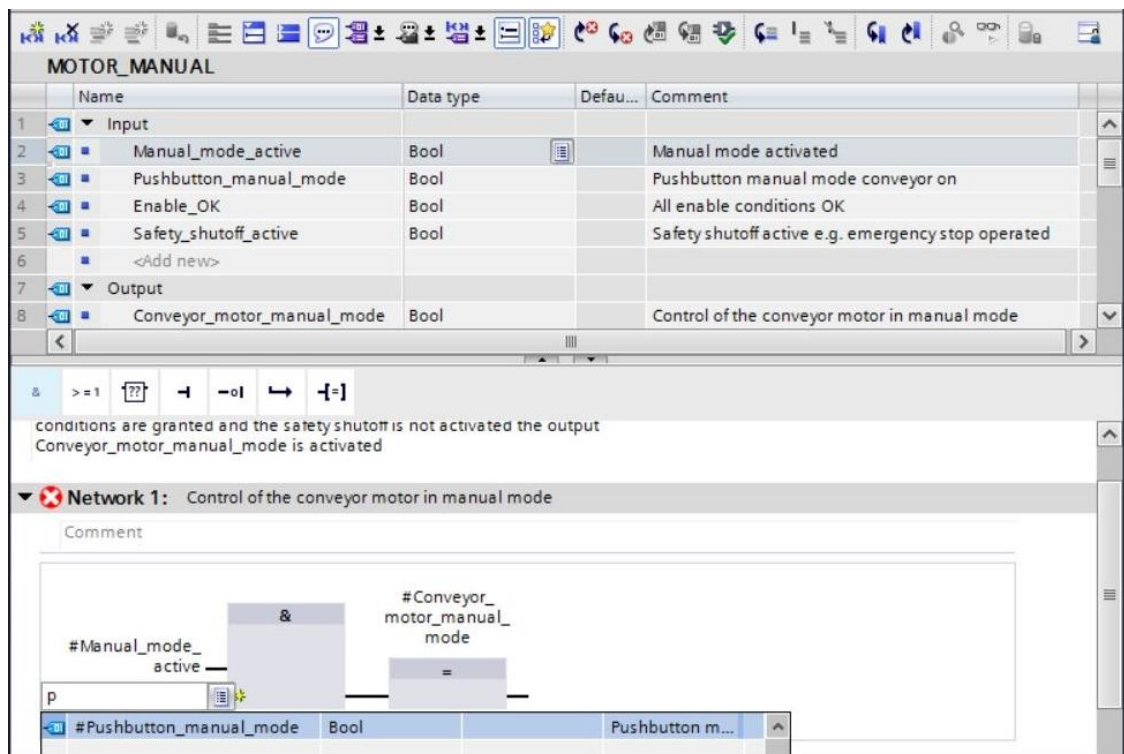 MOTOR_MANUAL
Name Data type Defau... Comment
1 Input
2 Manual_mode_active Bool Manual mode activated
3 Pushbutton_manual_mode Bool Pushbutton manual mode conveyor on
4 Enable_OK Bool All enable conditions OK
5 Safety_shutoff_active Bool Safety shutoff active e.g. emergency stop operated
6 <Add new>
7 Output
8 Conveyor_motor_manual_mode Bool Control of the conveyor motor in manual mode
& >=1 ??
conditions are granted and the safety shutoff is not activated the output
Conveyor_motor_manual_mode is activated
Network 1: Control of the conveyor motor in manual mode
Comment
#Conveyor_
motor_manual_
mode
&
=
#Manual_mode_
active
p
#Pushbutton_manual_mode Bool Pushbutton m...